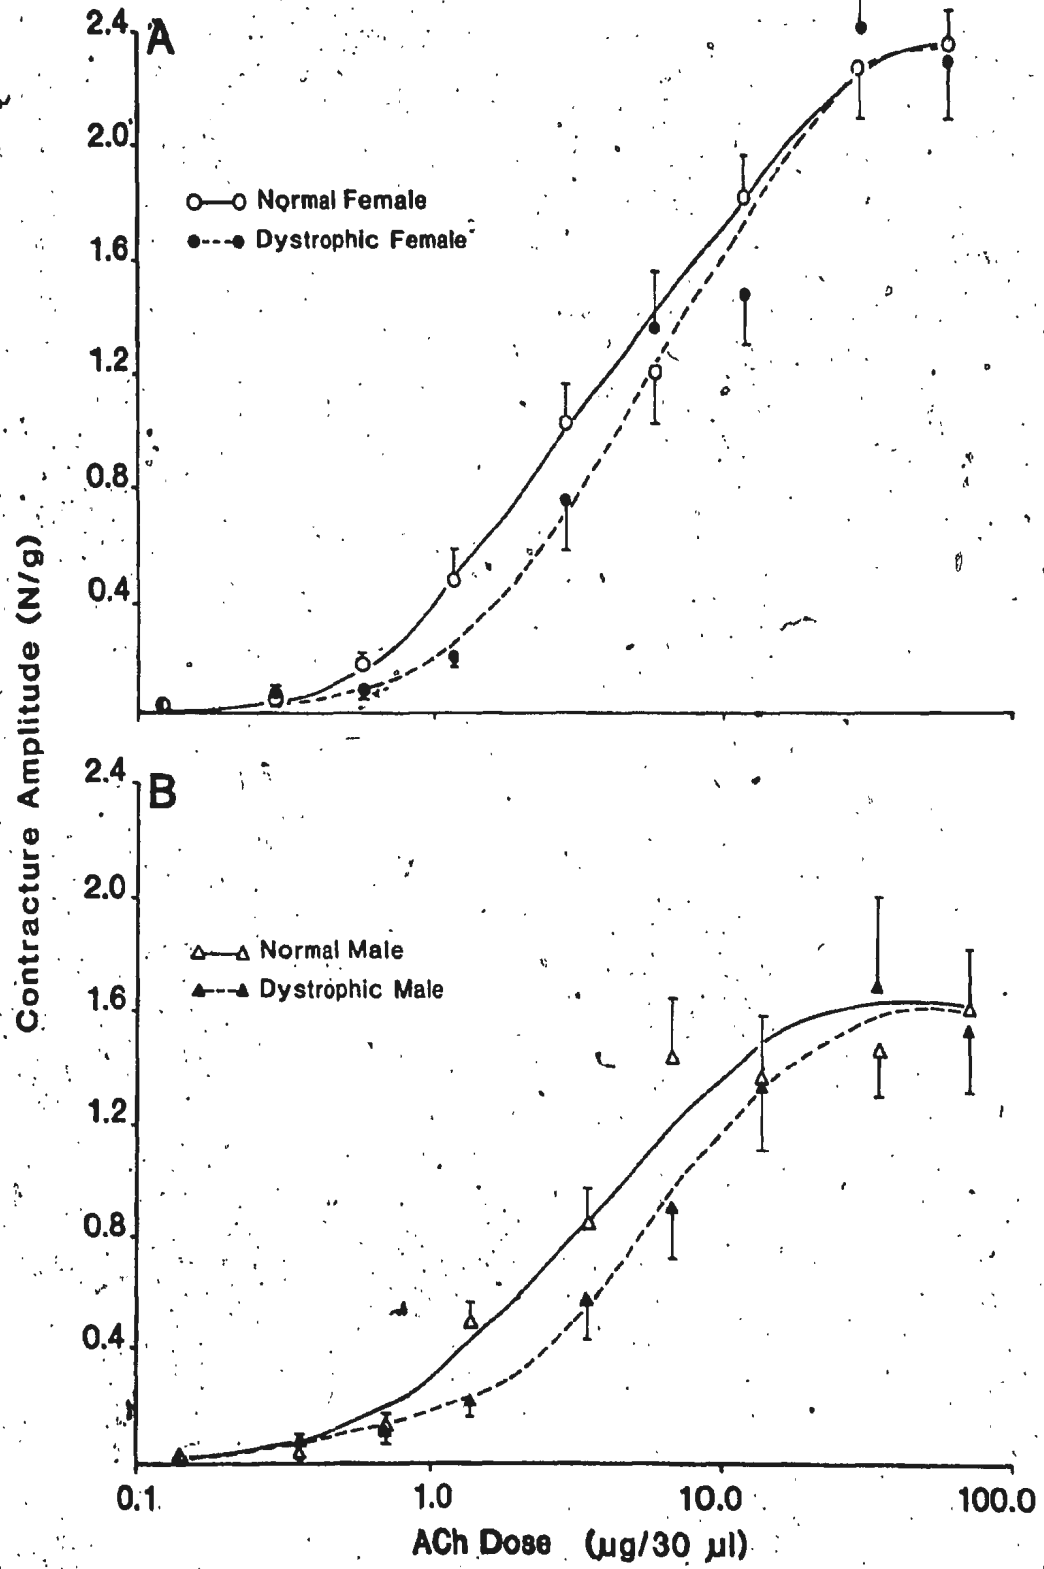 2.4
A
2.0
Normal Female
Dystrophic Female
1.6
1.2
0.8
0.4
Contracture Amplitude (N/g)
2.4
B
2.0
Normal Male
Dystrophic Male
1.6
1.2
0.8
0.4
0.1 1.0 10.0 100.0
ACh Dose (µg/30 µl)